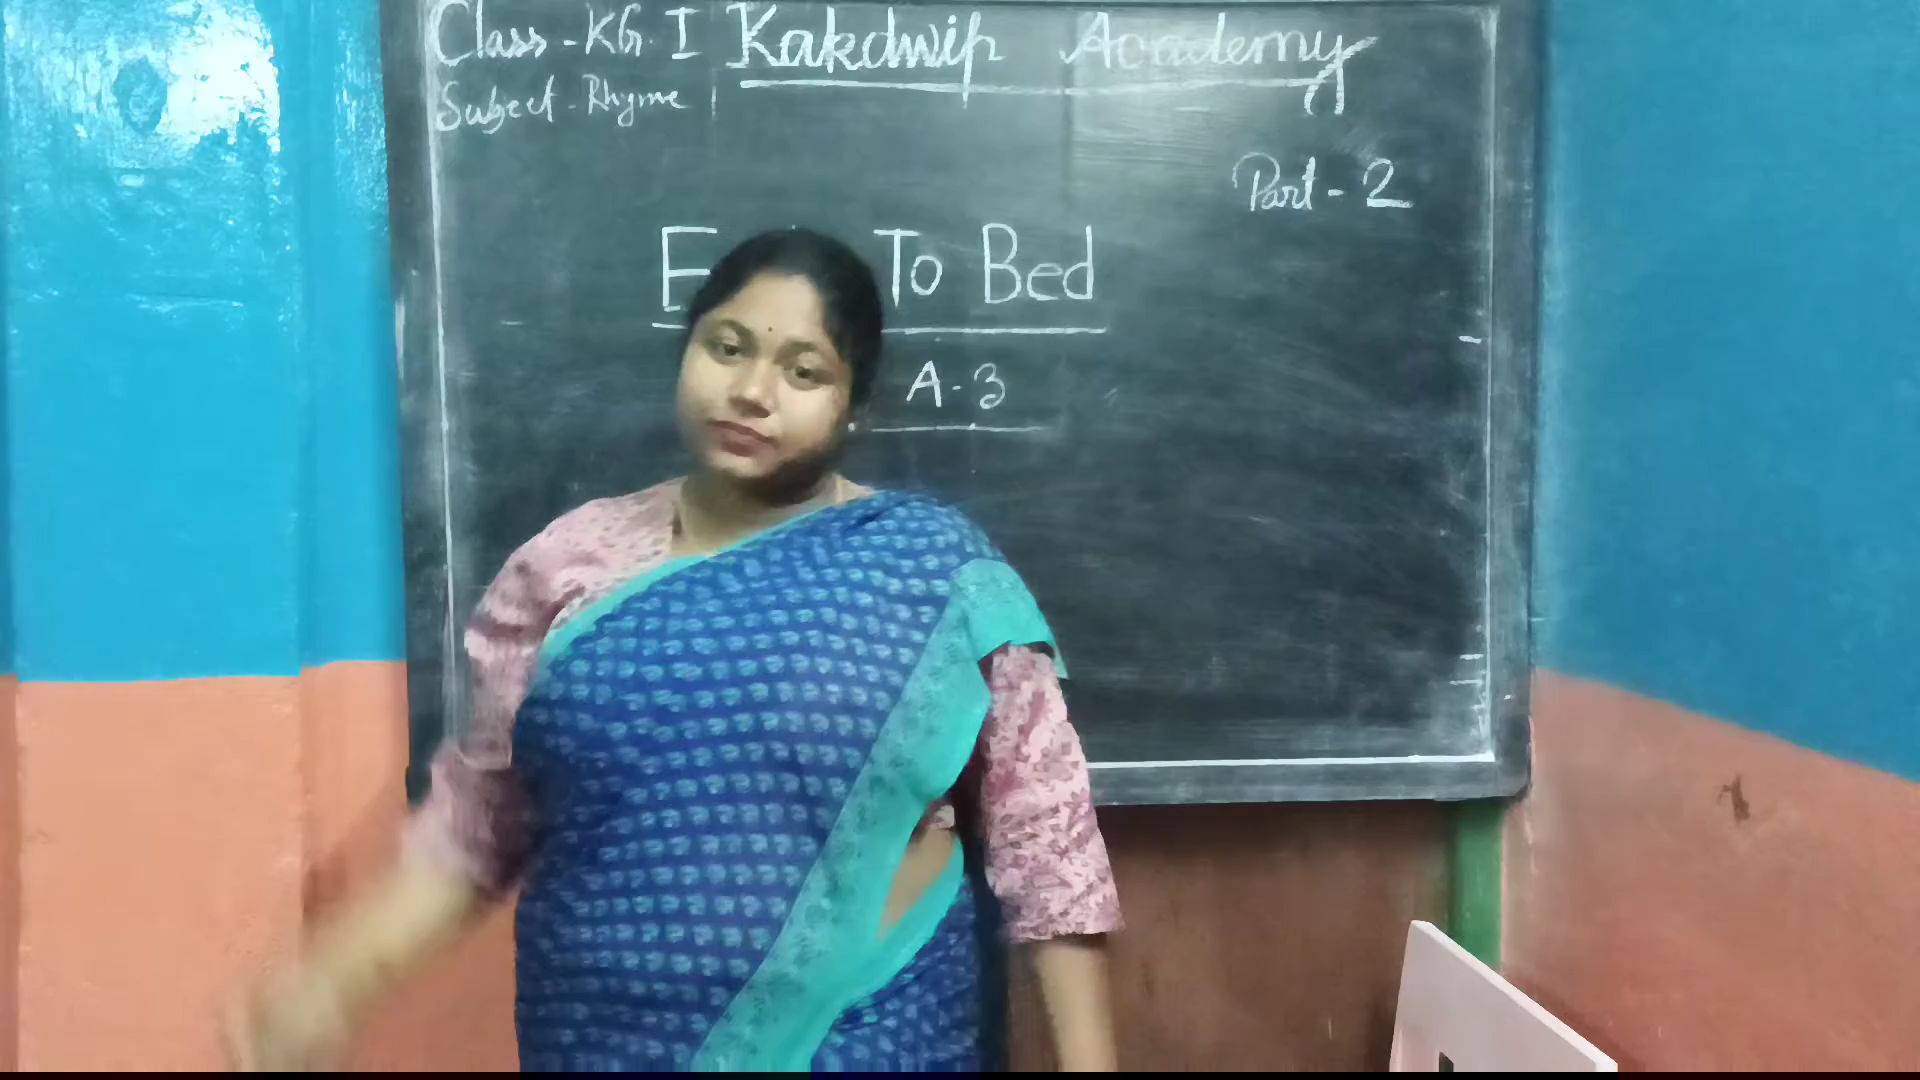 Class - KG. I Kakdwip Academy
Subject - Rhyme
Part - 2
To Bed
A-3